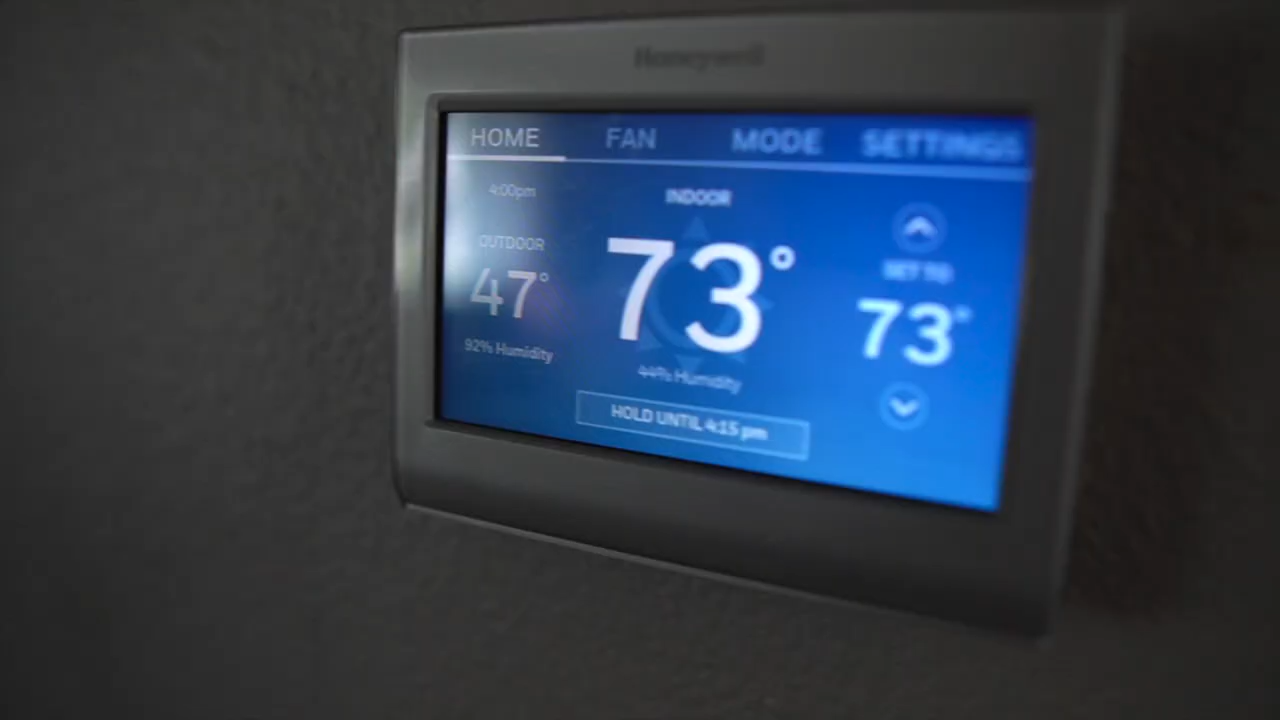 Honeywell
HOME FAN MODE SETTINGS
4:00pm
OUTDOOR
47°
92% Humidity
INDOOR
73°
44% Humidity
HOLD UNTIL 4:15 pm
SET TO
73°